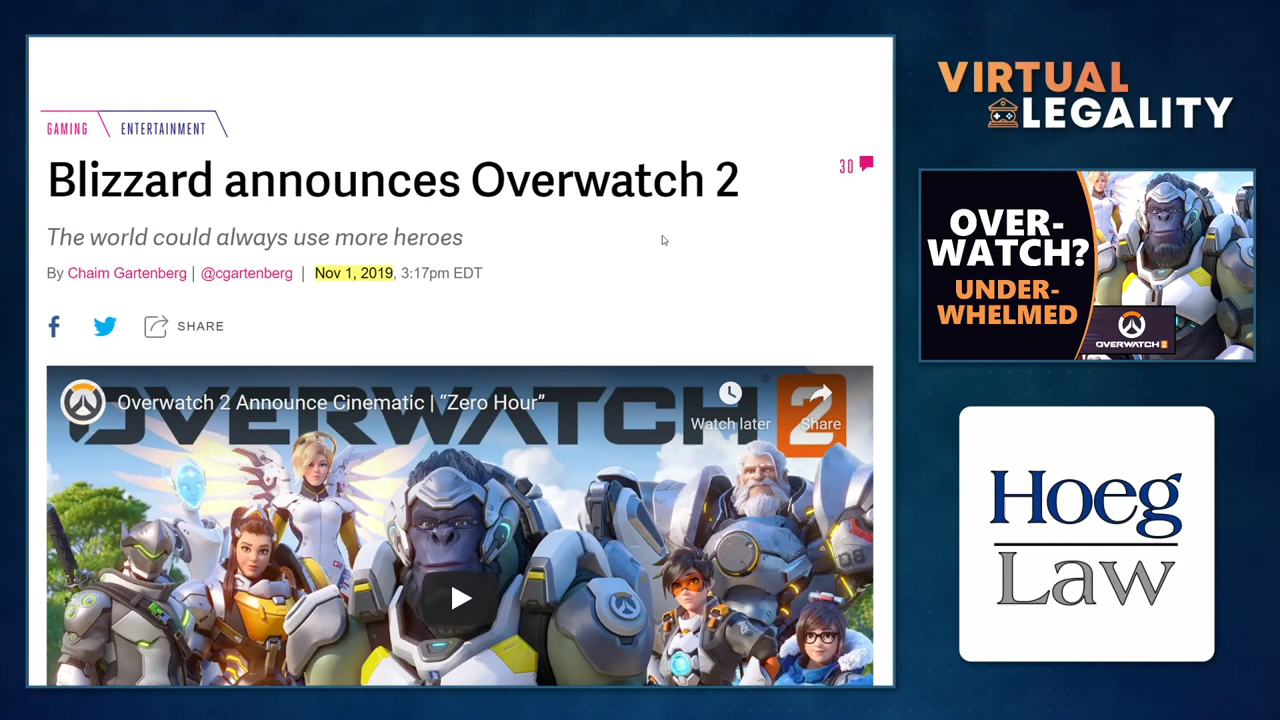 GAMING
ENTERTAINMENT
Blizzard announces Overwatch 2
30
The world could always use more heroes
By Chaim Gartenberg | @cgartenberg | Nov 1, 2019, 3:17pm EDT
SHARE
OVERWATCH 2
Overwatch 2 Announce Cinematic | “Zero Hour”
Watch later
Share
08
VIRTUAL
LEGALITY
OVER-
WATCH?
UNDER-
WHELMED
OVERWATCH 2
Hoeg
Law